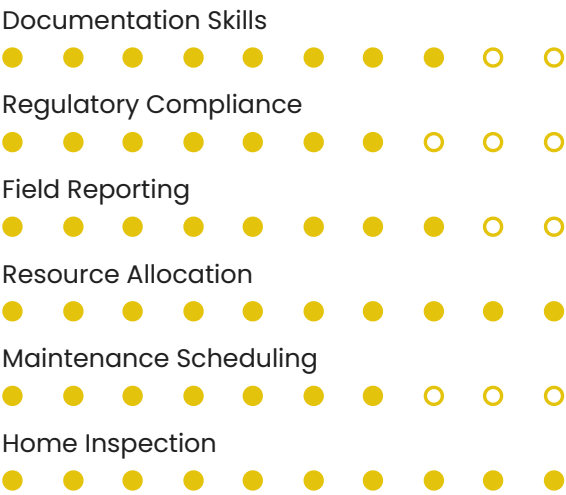 Documentation Skills
Regulatory Compliance
Field Reporting
Resource Allocation
Maintenance Scheduling
Home Inspection